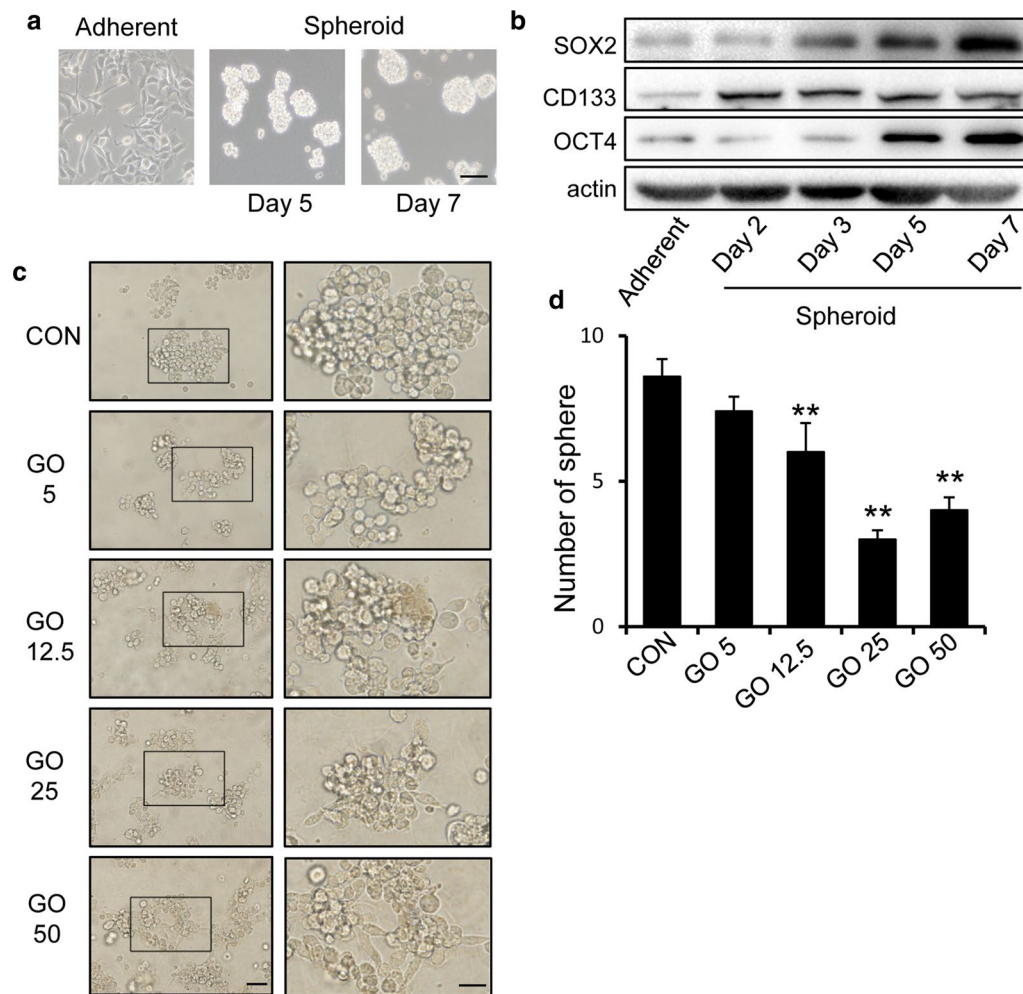 a
Adherent
Spheroid
Day 5
Day 7
b
SOX2
CD133
OCT4
actin
Adherent
Day 2
Day 3
Day 5
Day 7
Spheroid
c
CON
GO
5
GO
12.5
GO
25
GO
50
d
Number of sphere
10
5
0
**
**
**
CON
GO 5
GO 12.5
GO 25
GO 50